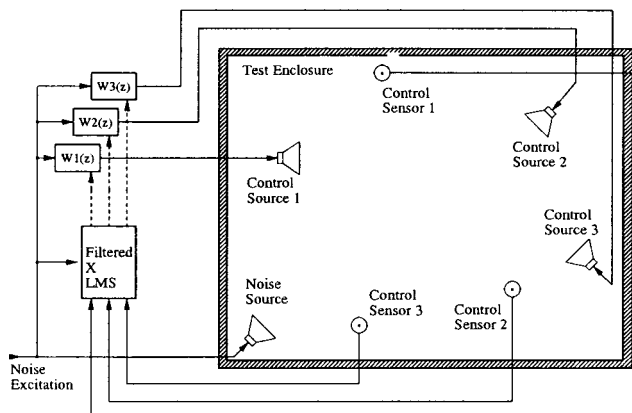 W3(z)
W2(z)
W1(z)
Filtered
X
LMS
Noise
Excitation
Test Enclosure
Control
Sensor 1
Control
Source 2
Control
Source 1
Control
Source 3
Noise
Source
Control
Sensor 3
Control
Sensor 2